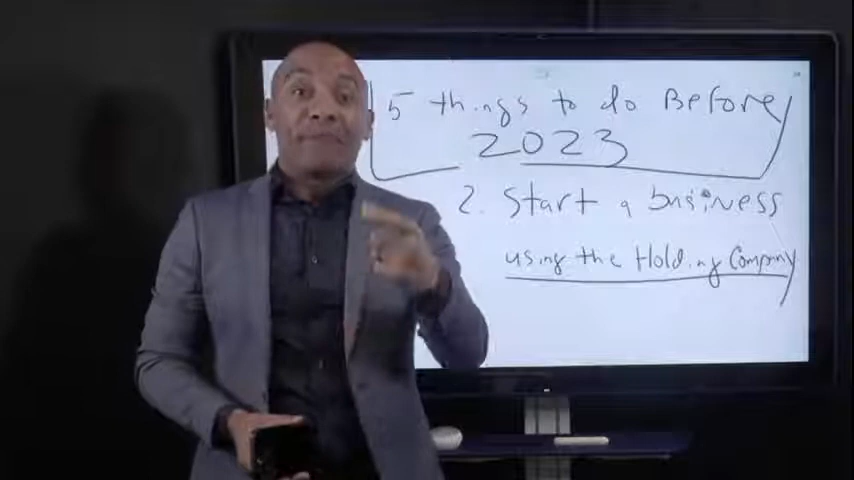 5 things to do Before
2023
2. Start a business
using the Holding Company